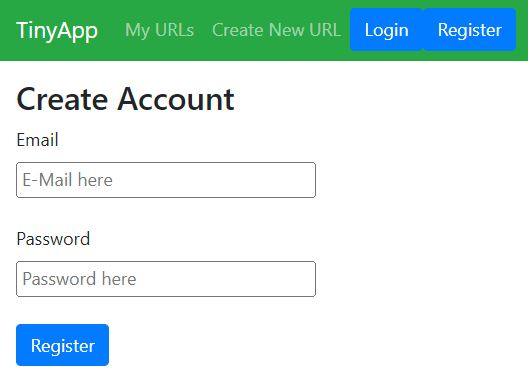 TinyApp My URLs Create New URL Login Register
Create Account
Email
E-Mail here
Password
Password here
Register